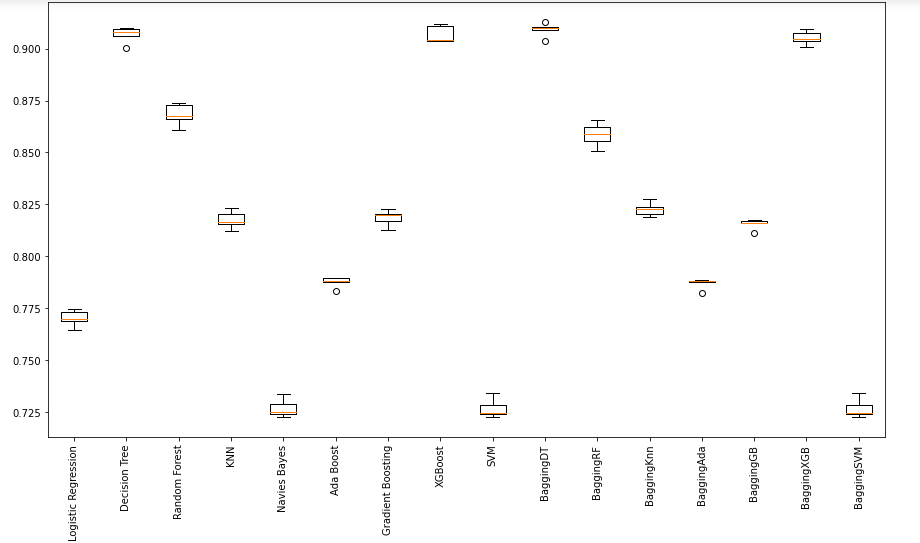 0.900
0.875
0.850
0.825
0.800
0.775
0.750
0.725
Logistic Regression
Decision Tree
Random Forest
KNN
Navies Bayes
Ada Boost
Gradient Boosting
XGBoost
SVM
BaggingDT
BaggingRF
BaggingKnn
BaggingAda
BaggingGB
BaggingXGB
BaggingSVM